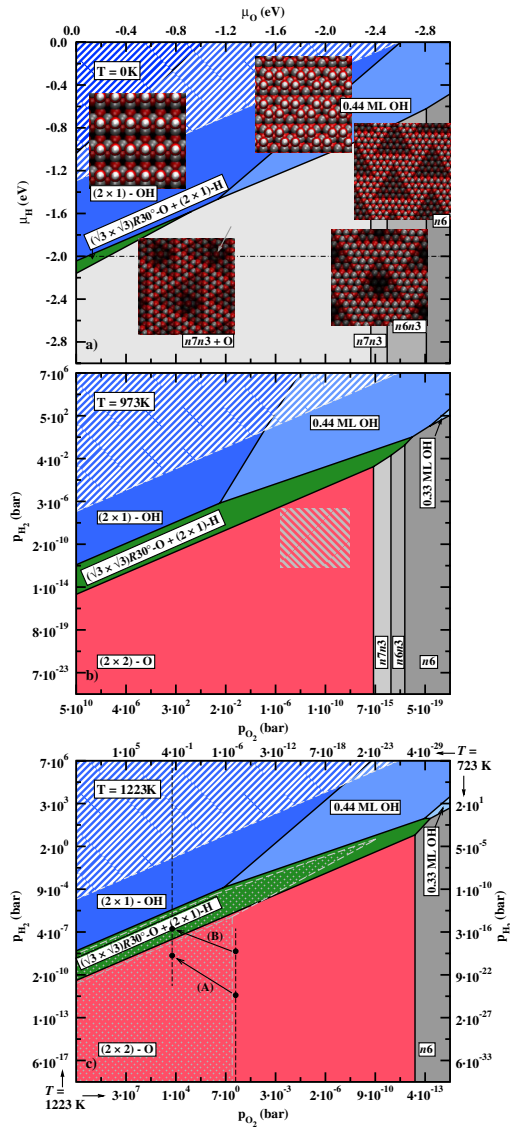 μ_O (eV)
0.0 -0.4 -0.8 -1.2 -1.6 -2.0 -2.4 -2.8
0.0
-0.4
-0.8
-1.2
-1.6
-2.0
-2.4
-2.8
μ_H (eV)
T = 0K
0.44 ML OH
(2 × 1) - OH
(√3 × √3)R30°-O + (2 × 1)-H
n6
n6n3
n7n3
n7n3 + O
a)
7·10^6
5·10^2
4·10^-2
3·10^-6
2·10^-10
1·10^-14
8·10^-19
7·10^-23
p_H2 (bar)
T = 973K
0.44 ML OH
0.33 ML OH
(2 × 1) - OH
(√3 × √3)R30°-O + (2 × 1)-H
n7n3
n6n3
n6
(2 × 2) - O
b)
5·10^10 4·10^6 3·10^2 2·10^-2 1·10^-6 1·10^-10 7·10^-15 5·10^-19
p_O2 (bar)
c)
1·10^5 4·10^-1 1·10^-6 3·10^-12 7·10^-18 2·10^-23 4·10^-29
T =
723 K
7·10^6
3·10^3
2·10^0
9·10^-4
4·10^-7
2·10^-10
1·10^-13
6·10^-17
p_H2 (bar)
2·10^1
5·10^-5
1·10^-10
3·10^-16
9·10^-22
2·10^-27
6·10^-33
p_H
T = 1223K
0.44 ML OH
0.33 ML OH
(2 × 1) - OH
(√3 × √3)R30°-O + (2 × 1)-H
(B)
(A)
(2 × 2) - O
n6
c)
T =
1223 K
3·10^7 1·10^4 7·10^0 3·10^-3 2·10^-6 9·10^-10 4·10^-13
p_O2 (bar)